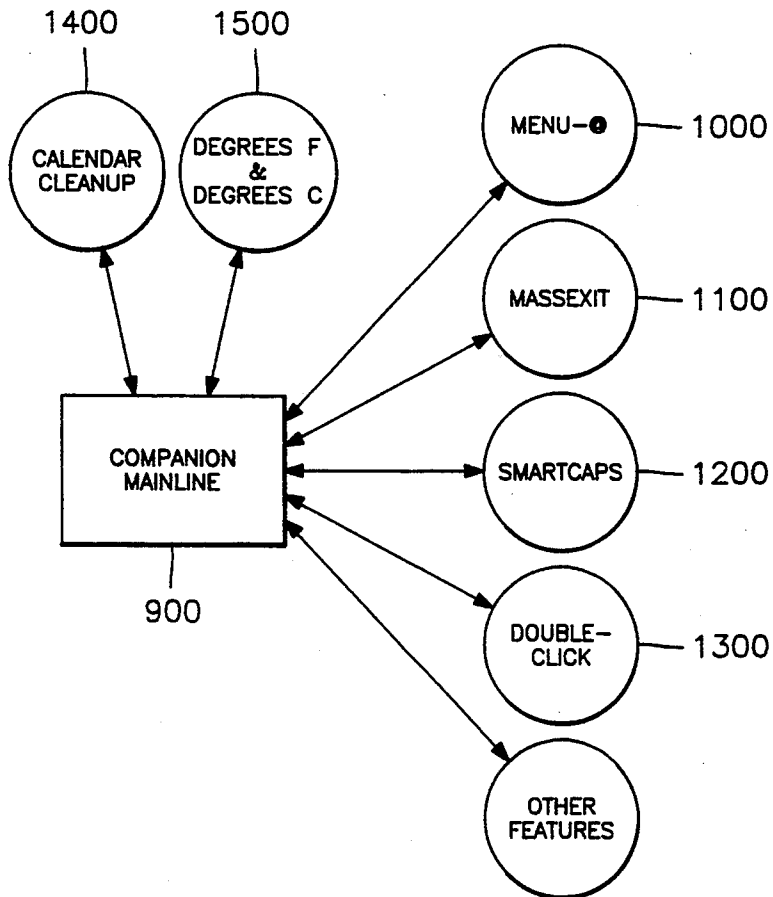 1400
1500
CALENDAR
CLEANUP
DEGREES F
&
DEGREES C
MENU-●
1000
MASSEXIT
1100
COMPANION
MAINLINE
900
SMARTCAPS
1200
DOUBLE-
CLICK
1300
OTHER
FEATURES